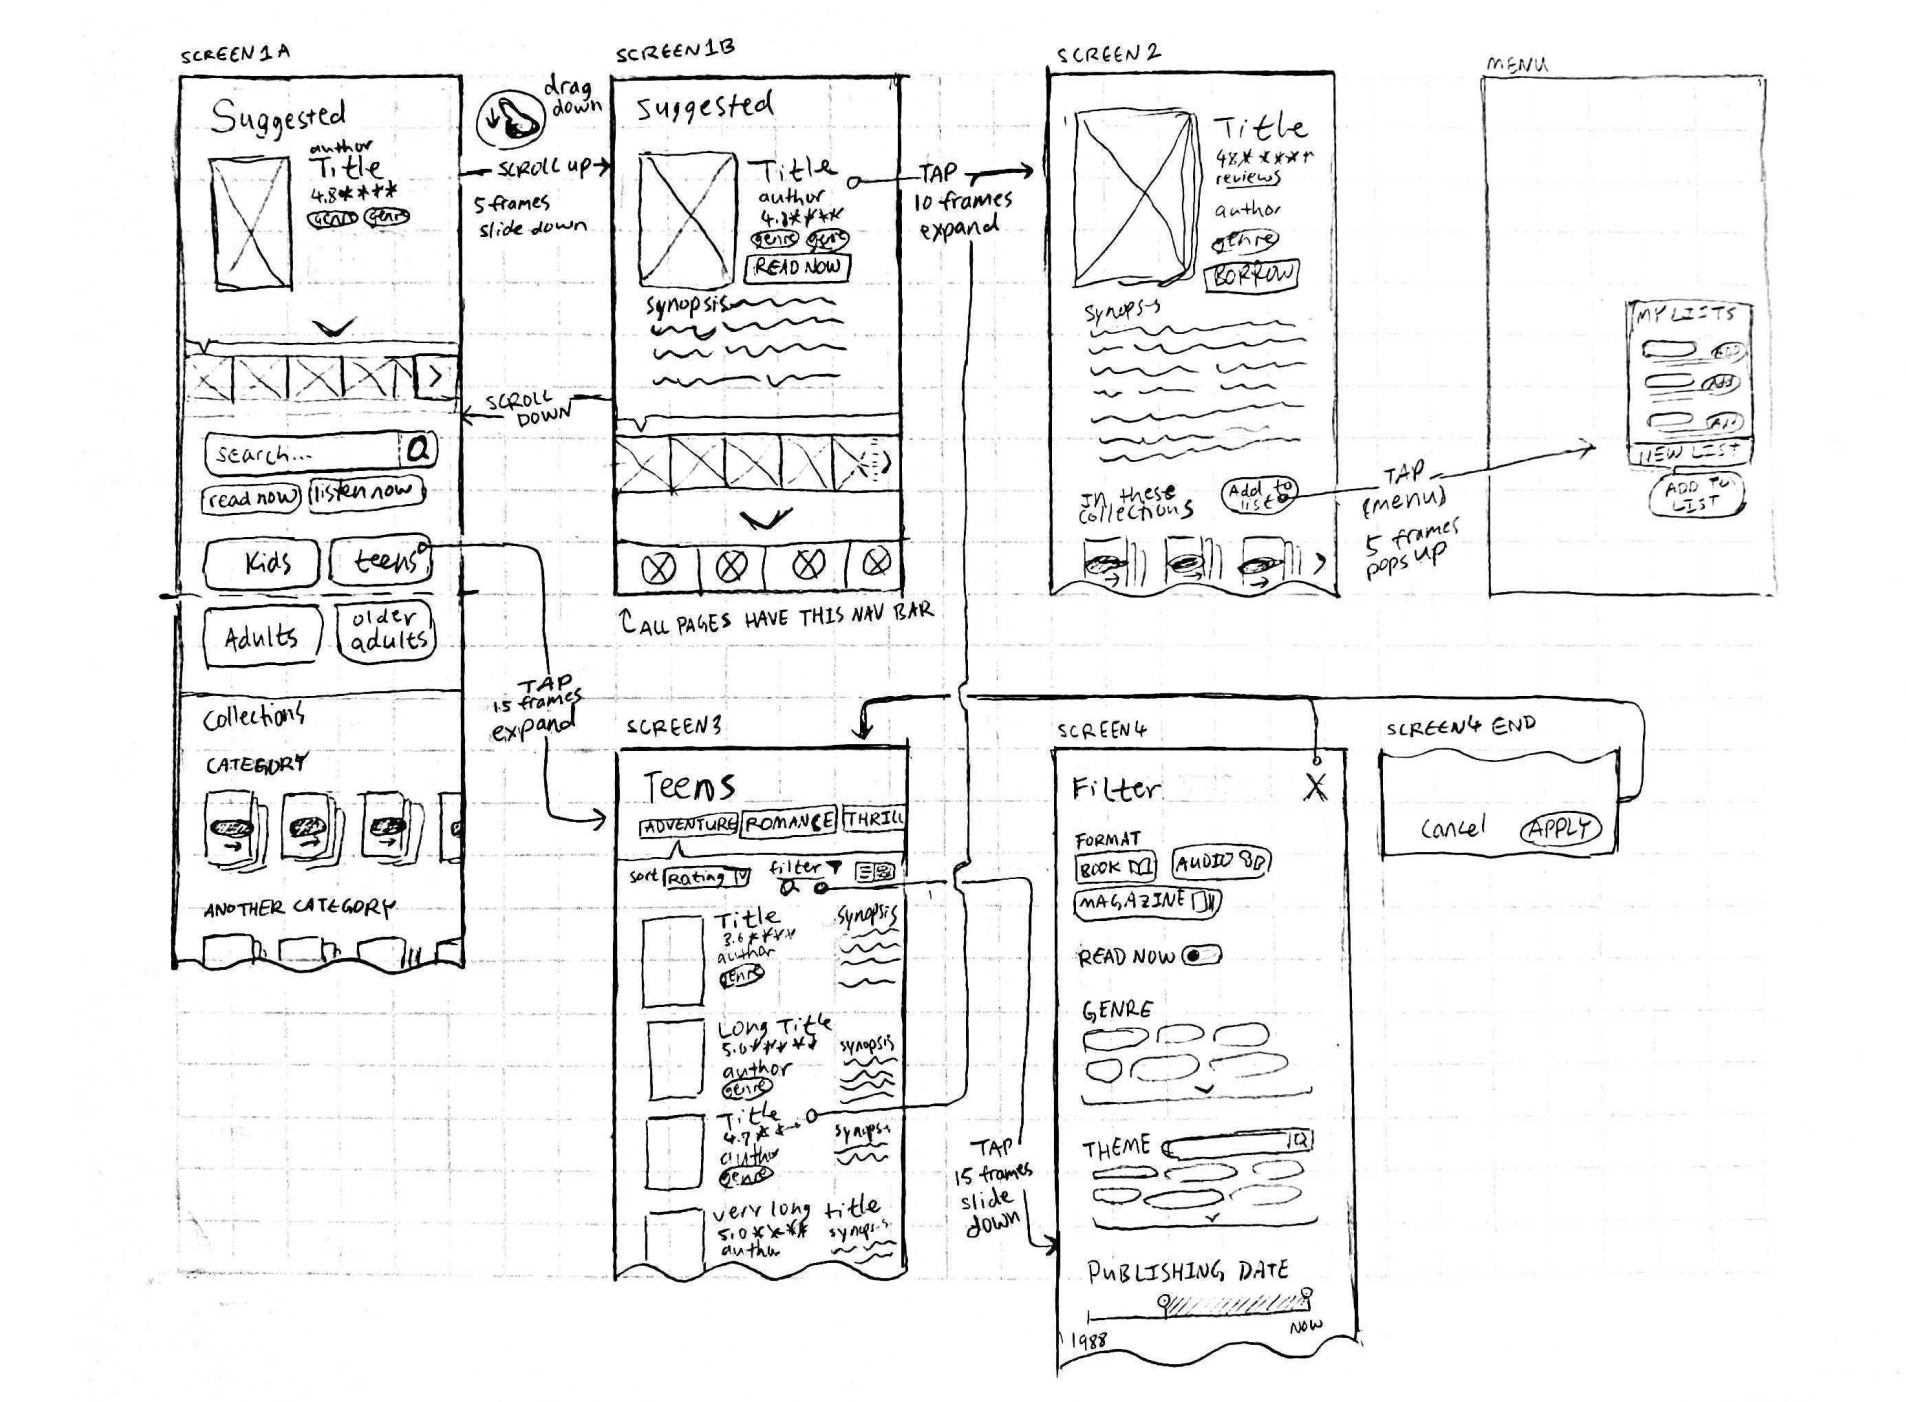 SCREEN 1A
Suggested
author
Title
4.8****
genre genre
search...
read now
listen now
Kids
teens
Adults
older
adults
Collections
CATEGORY
ANOTHER CATEGORY
drag
down
SCROLL UP
5 frames
slide down
SCROLL
DOWN
TAP
15 frames
expand
SCREEN 1B
Suggested
Title
author
4.8****
genre genre
READ NOW
Synopsis
ALL PAGES HAVE THIS NAV BAR
TAP
10 frames
expand
SCREEN 2
Title
48*****
reviews
author
genre
BORROW
Synopsis
In these
collections
Add to
list
TAP
(menu)
5 frames
pops up
MENU
MY LISTS
ADD
Add
Add
NEW LIST
ADD TO
LIST
SCREEN 3
Teens
ADVENTURE
ROMANCE
THRILL
sort
Rating
filter
Title
3.6****
author
genre
Synopsis
LONG TITLE
5.0*****
author
genre
synopsis
Title
4.7**
author
genre
synopsis
very long title
5.0****
author
synopsis
TAP
15 frames
slide
down
SCREEN 4
Filter
X
FORMAT
BOOK
AUDIO
MAGAZINE
READ NOW
GENRE
THEME
PUBLISHING DATE
1988
NOW
SCREEN 4 END
Cancel
APPLY